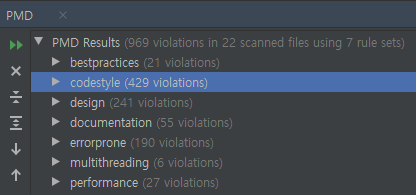 PMD
PMD Results (969 violations in 22 scanned files using 7 rule sets)
bestpractices (21 violations)
codestyle (429 violations)
design (241 violations)
documentation (55 violations)
errorprone (190 violations)
multithreading (6 violations)
performance (27 violations)